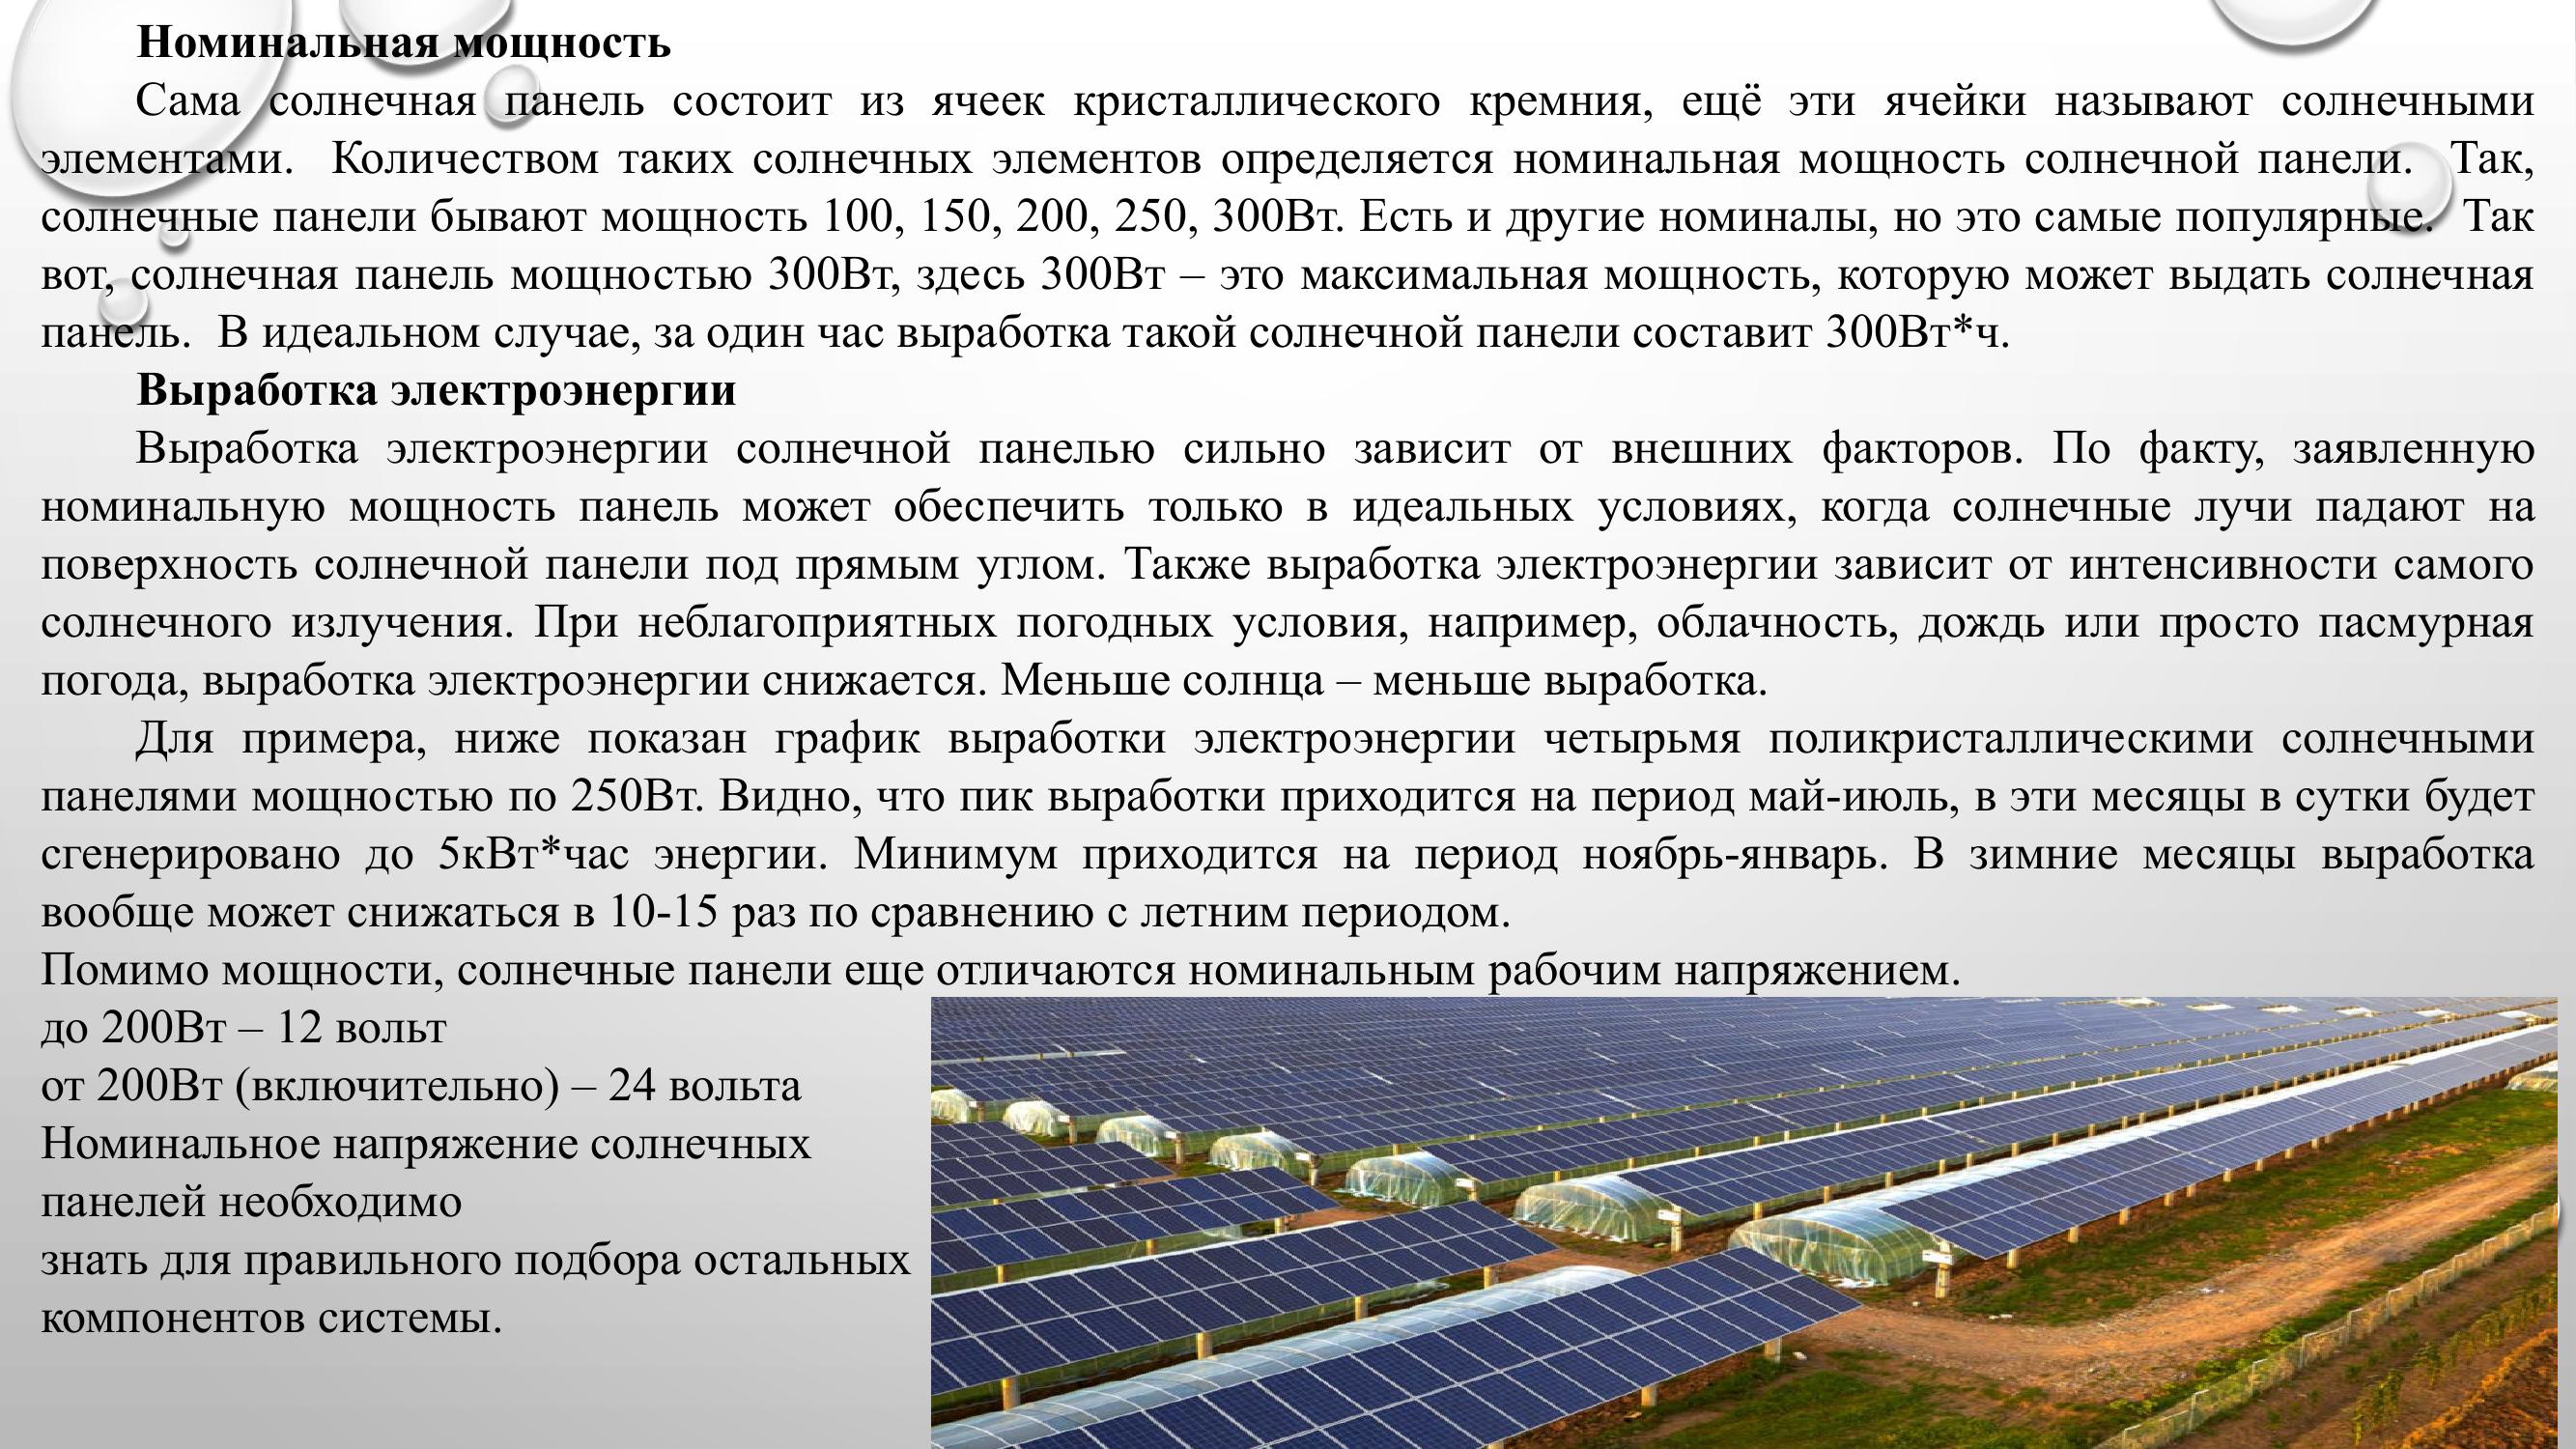 Номинальная мощность
Сама солнечная панель состоит из ячеек кристаллического кремния, ещё эти ячейки называют солнечными
элементами. Количеством таких солнечных элементов определяется номинальная мощность солнечной панели. Так,
солнечные панели бывают мощность 100, 150, 200, 250, 300Вт. Есть и другие номиналы, но это самые популярные. Так
вот, солнечная панель мощностью 300Вт, здесь 300Вт – это максимальная мощность, которую может выдать солнечная
панель. В идеальном случае, за один час выработка такой солнечной панели составит 300Вт*ч.
Выработка электроэнергии
Выработка электроэнергии солнечной панелью сильно зависит от внешних факторов. По факту, заявленную
номинальную мощность панель может обеспечить только в идеальных условиях, когда солнечные лучи падают на
поверхность солнечной панели под прямым углом. Также выработка электроэнергии зависит от интенсивности самого
солнечного излучения. При неблагоприятных погодных условия, например, облачность, дождь или просто пасмурная
погода, выработка электроэнергии снижается. Меньше солнца – меньше выработка.
Для примера, ниже показан график выработки электроэнергии четырьмя поликристаллическими солнечными
панелями мощностью по 250Вт. Видно, что пик выработки приходится на период май-июль, в эти месяцы в сутки будет
сгенерировано до 5кВт*час энергии. Минимум приходится на период ноябрь-январь. В зимние месяцы выработка
вообще может снижаться в 10-15 раз по сравнению с летним периодом.
Помимо мощности, солнечные панели еще отличаются номинальным рабочим напряжением.
до 200Вт – 12 вольт
от 200Вт (включительно) – 24 вольта
Номинальное напряжение солнечных
панелей необходимо
знать для правильного подбора остальных
компонентов системы.